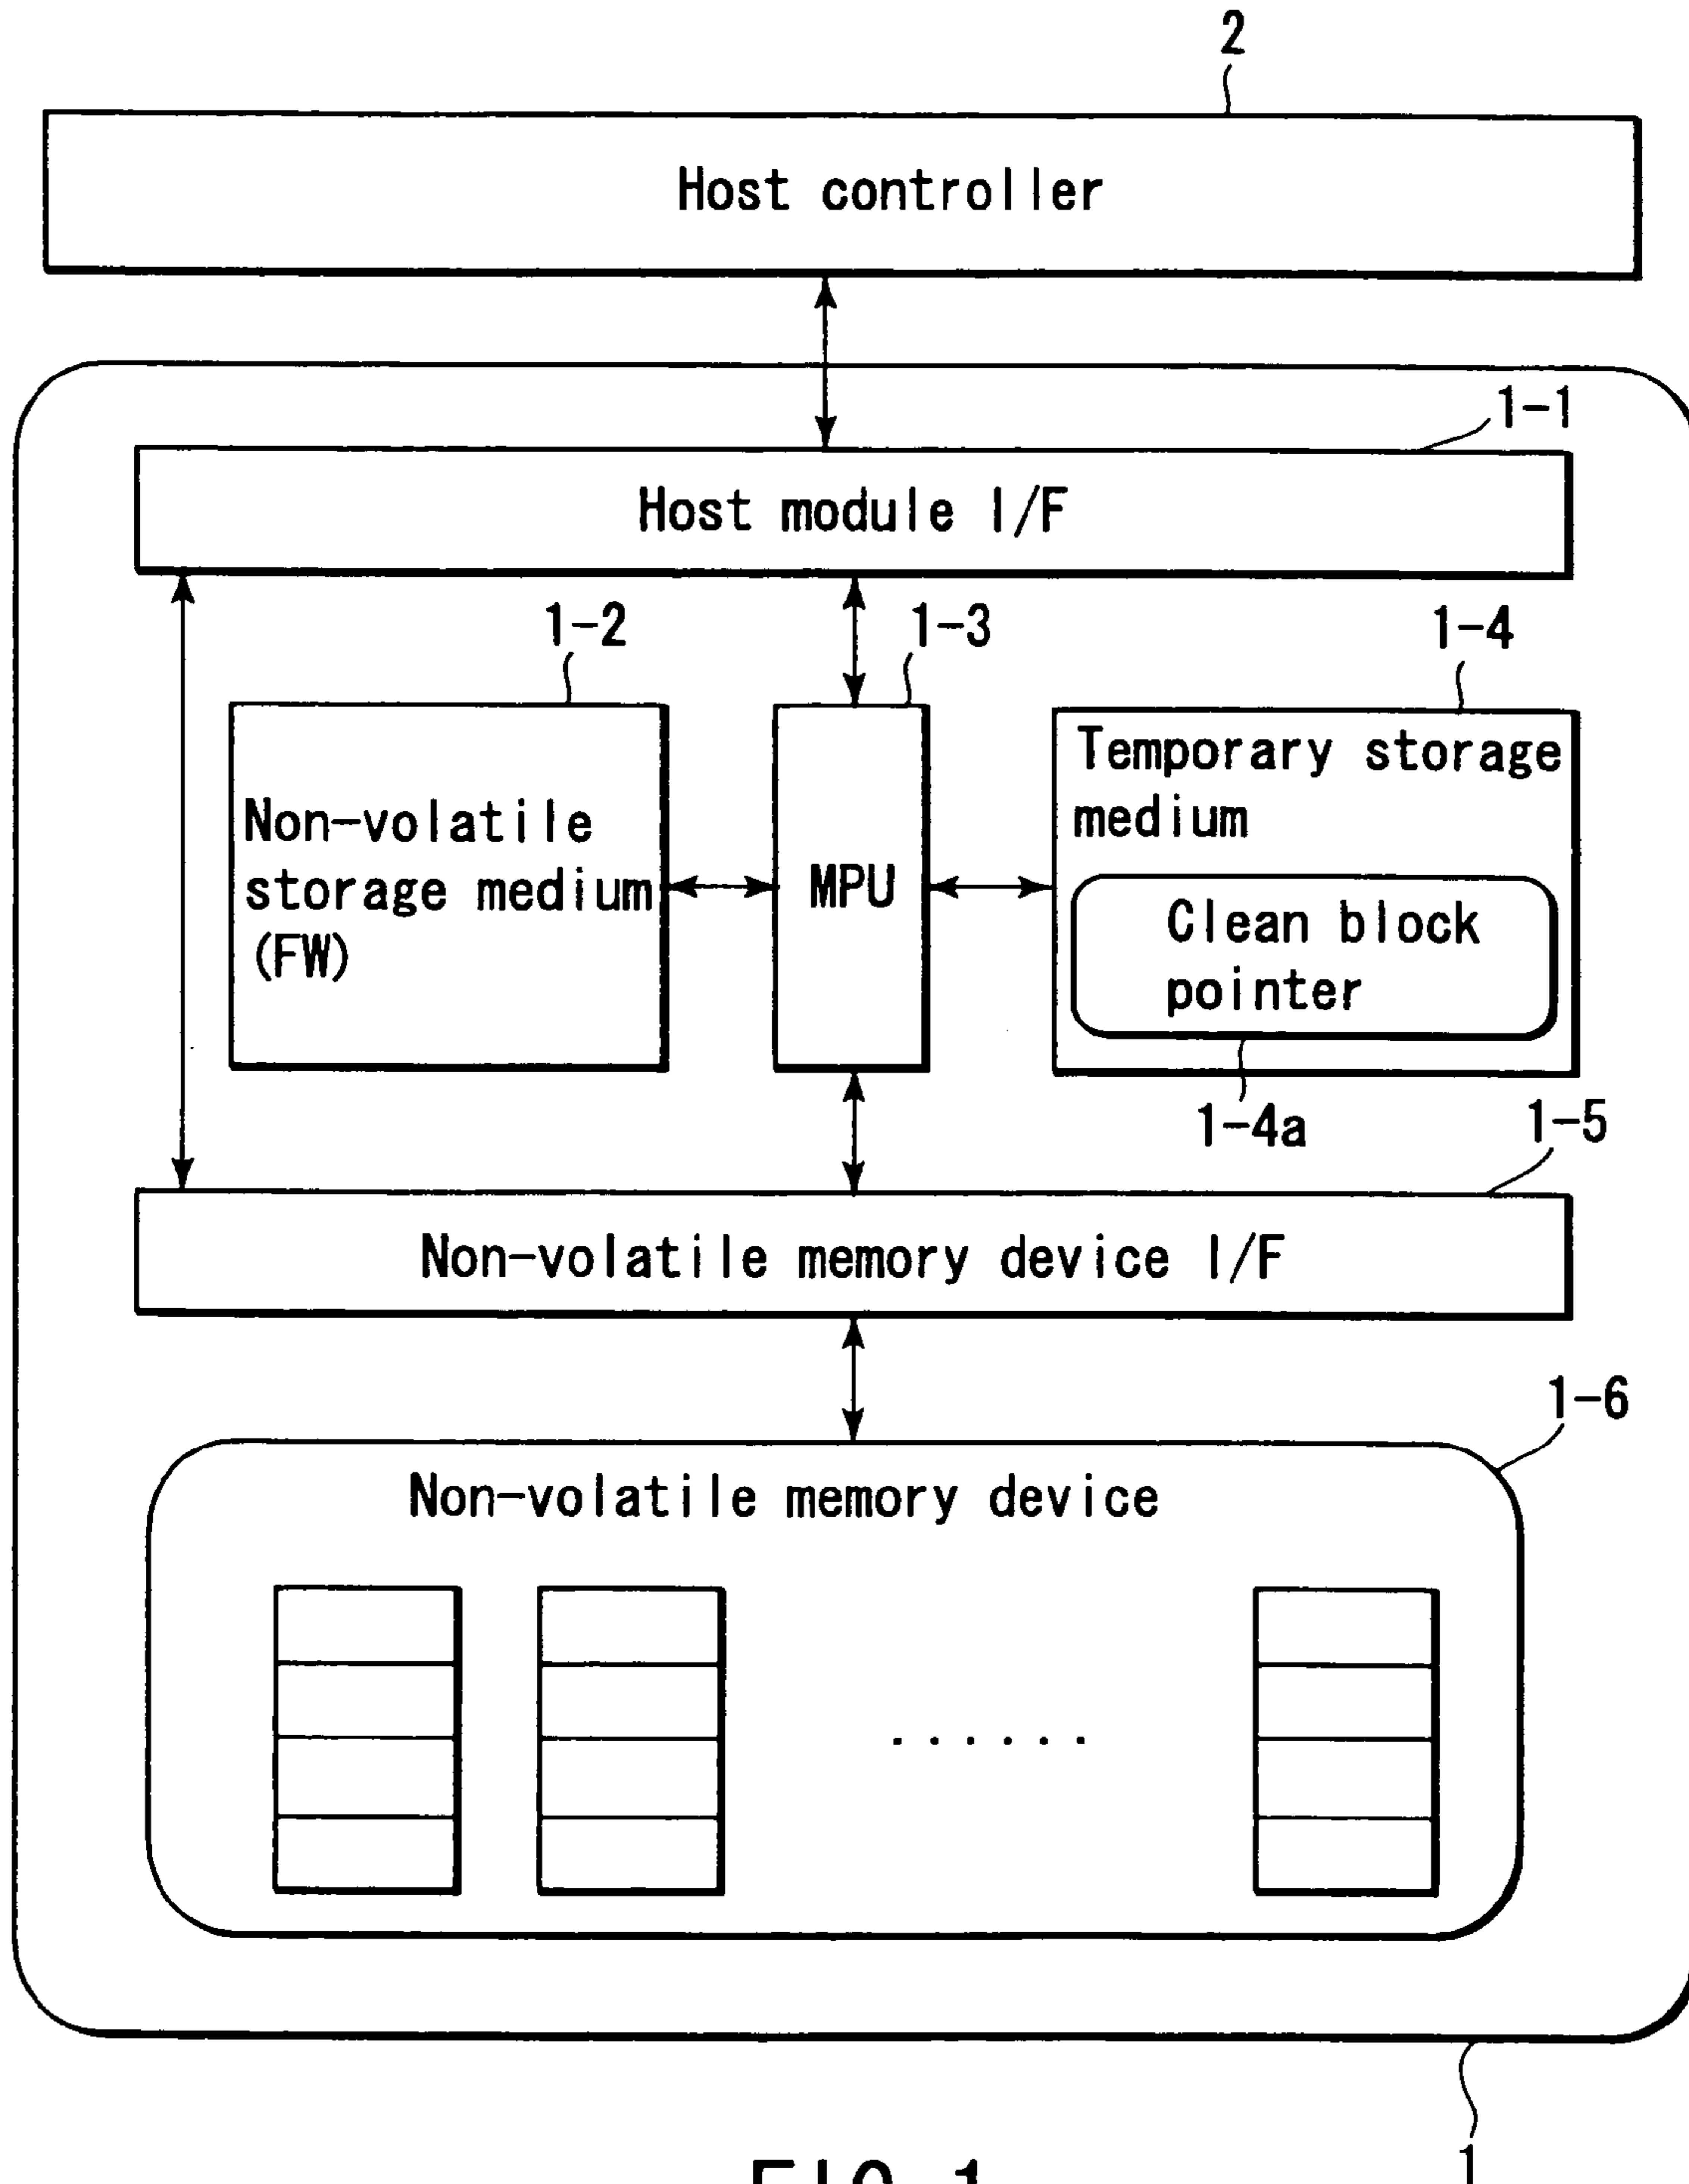 2
Host controller
1-1
Host module I/F
1-2
1-3
1-4
Non-volatile
storage medium
(FW)
MPU
Temporary storage
medium
Clean block
pointer
1-4a
1-5
Non-volatile memory device I/F
1-6
Non-volatile memory device
......
1
FIG. 1